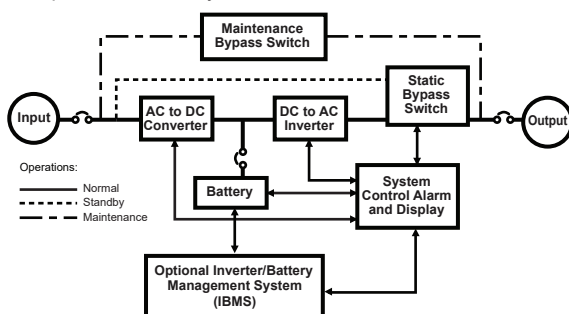 Maintenance
Bypass Switch
Static
Bypass
Switch
Input
AC to DC
Converter
DC to AC
Inverter
Output
Operations:
Normal
Standby
Maintenance
Battery
System
Control Alarm
and Display
Optional Inverter/Battery
Management System
(IBMS)